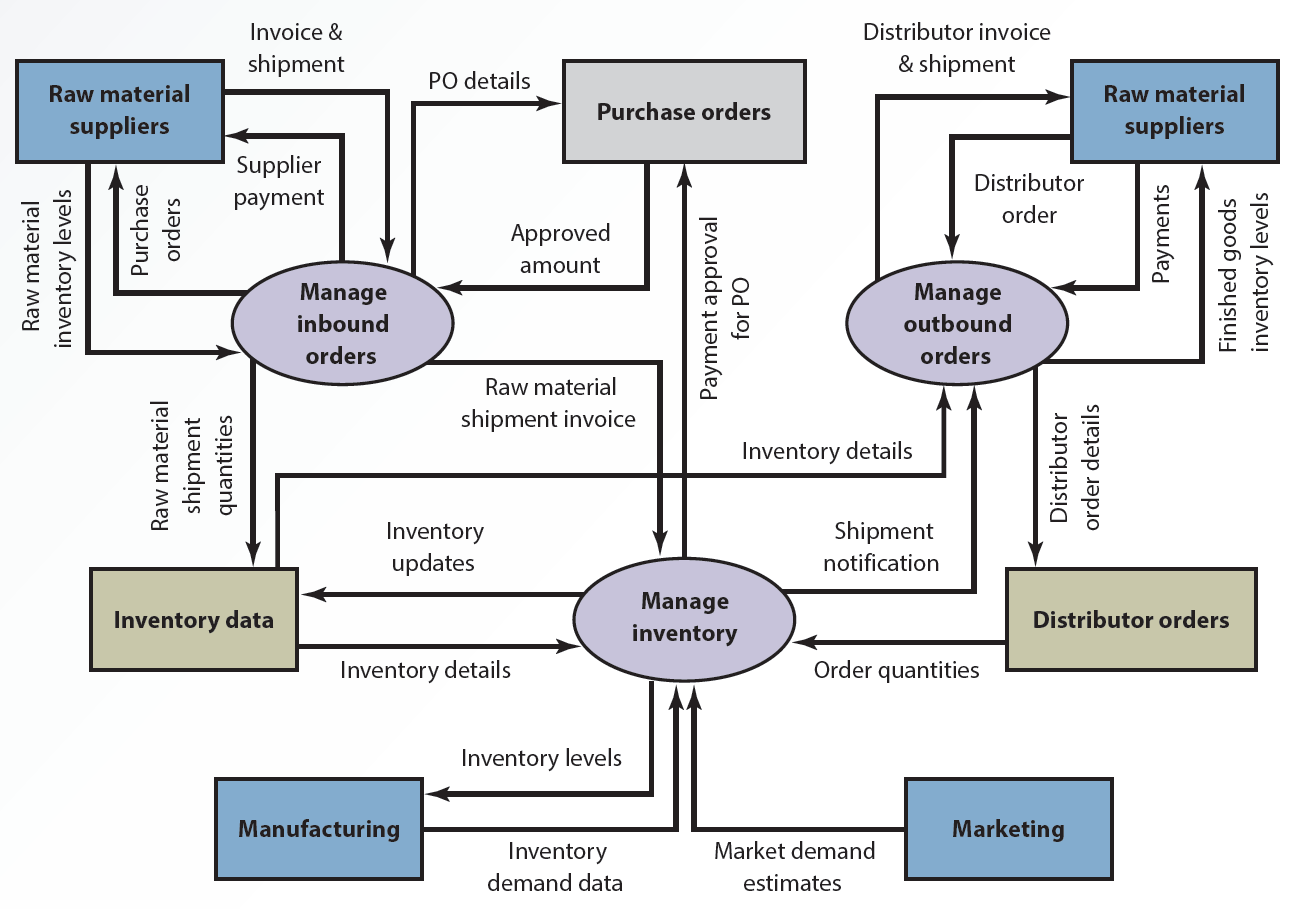 Invoice &
shipment
Distributor invoice
& shipment
Raw material
suppliers
PO details
Purchase orders
Raw material
suppliers
Supplier
payment
Distributor
order
Raw material
inventory levels
Purchase
orders
Approved
amount
Payment approval
for PO
Payments
Finished goods
inventory levels
Manage
inbound
orders
Manage
outbound
orders
Raw material
shipment invoice
Raw material
shipment
quantities
Inventory details
Distributor
order details
Inventory
updates
Shipment
notification
Inventory data
Manage
inventory
Distributor orders
Inventory details
Order quantities
Inventory levels
Manufacturing
Marketing
Inventory
demand data
Market demand
estimates